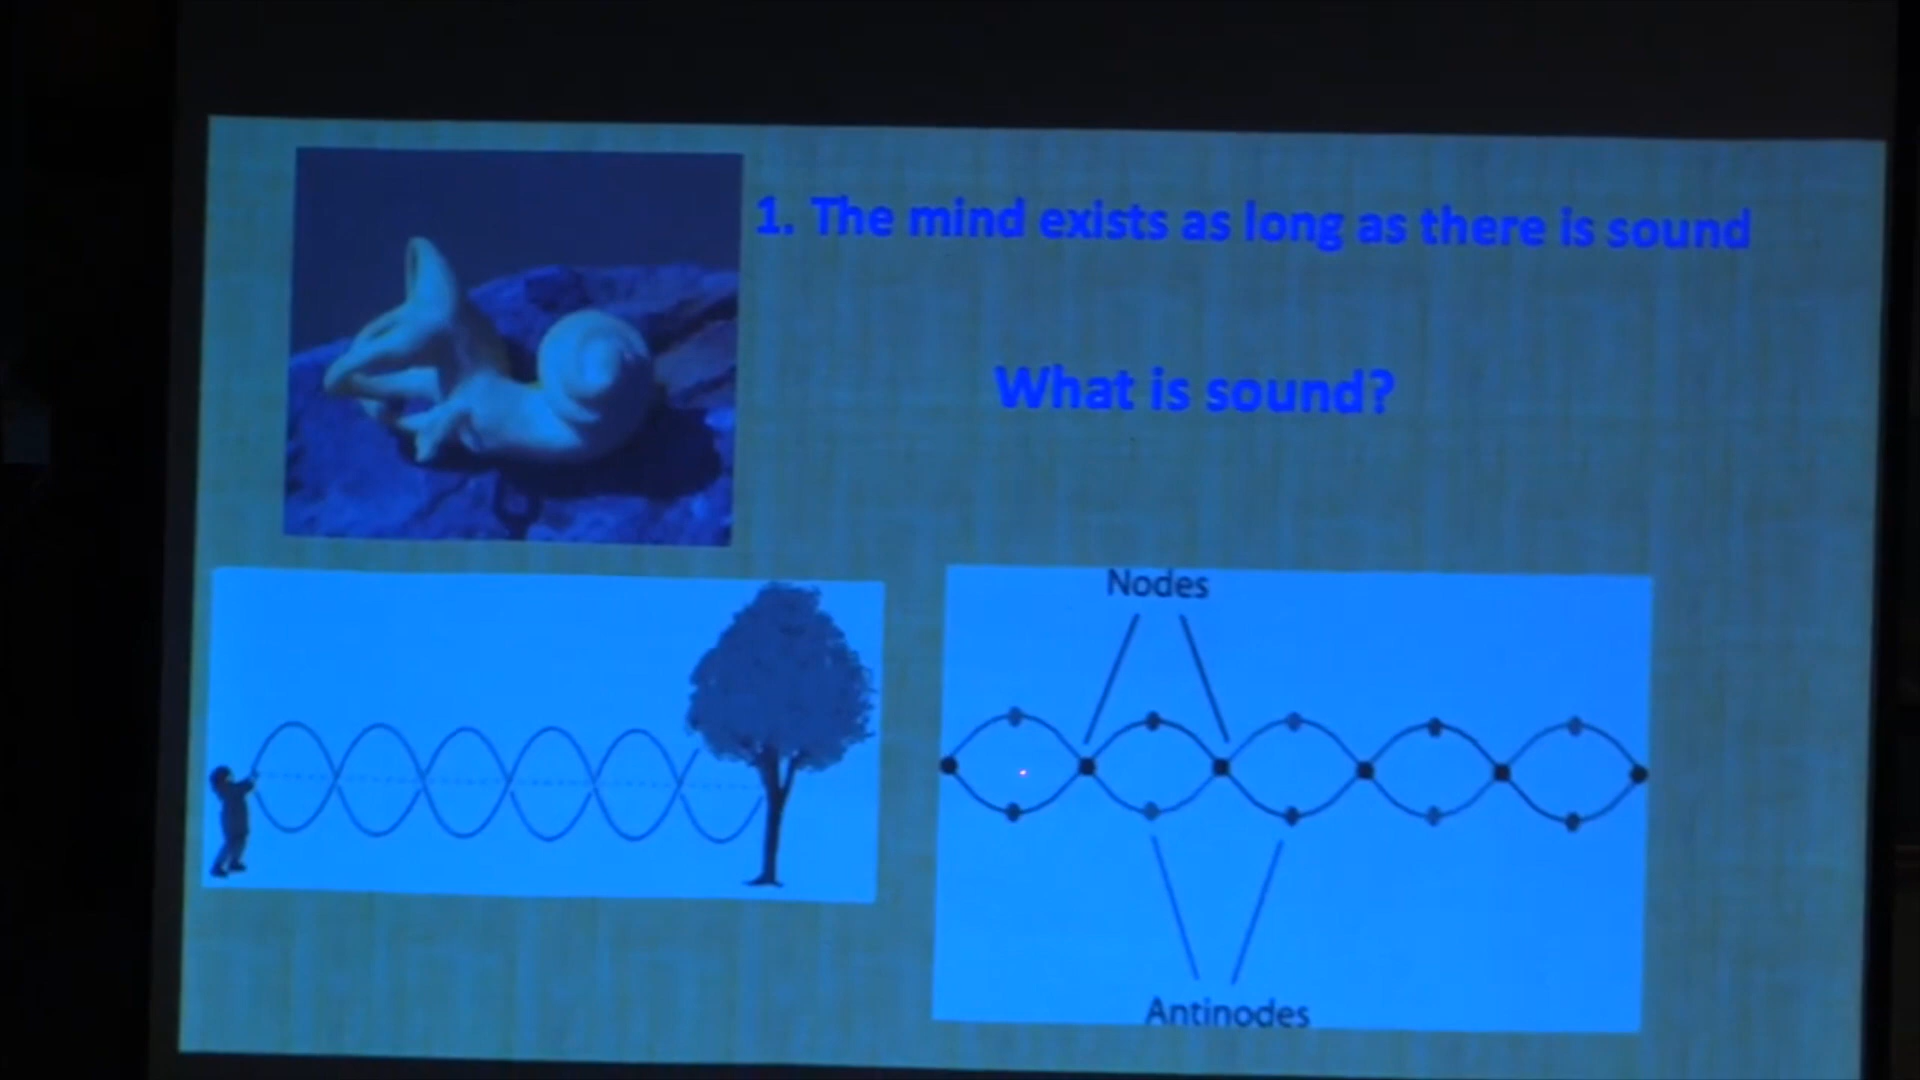 1. The mind exists as long as there is sound
What is sound?
Nodes
Antinodes